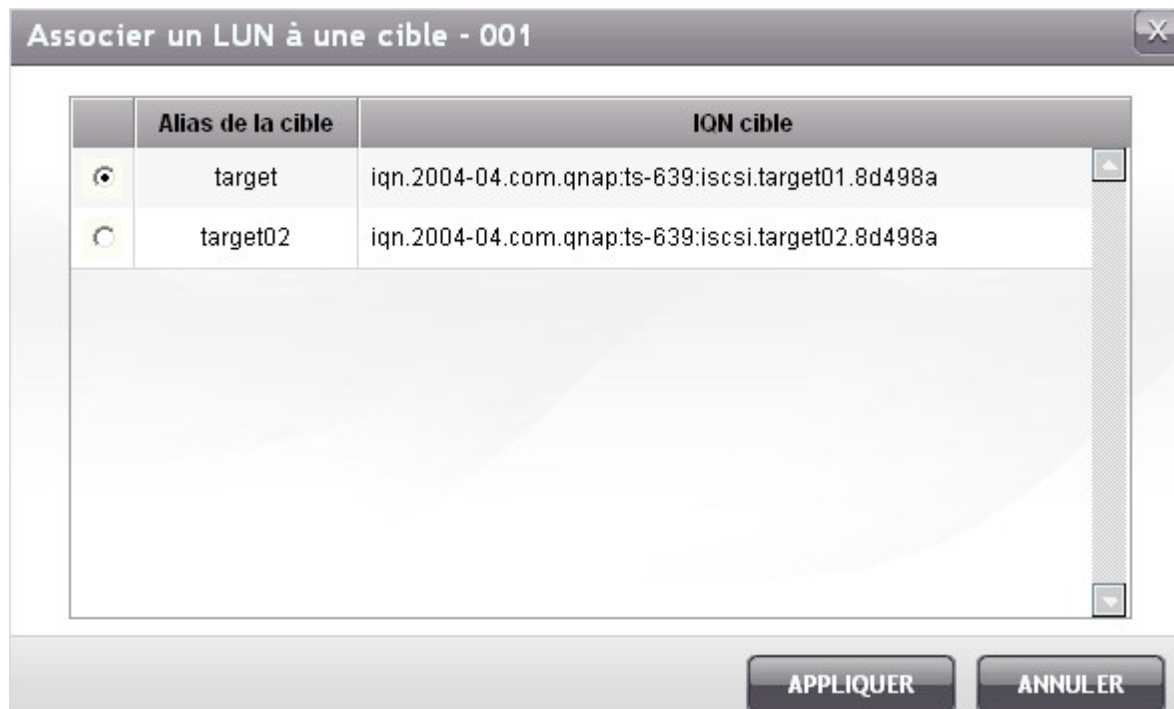 Associer un LUN à une cible - 001
X
Alias de la cible IQN cible
target iqn.2004-04.com.qnap:ts-639:iscsi.target01.8d498a
target02 iqn.2004-04.com.qnap:ts-639:iscsi.target02.8d498a
APPLIQUER ANNULER